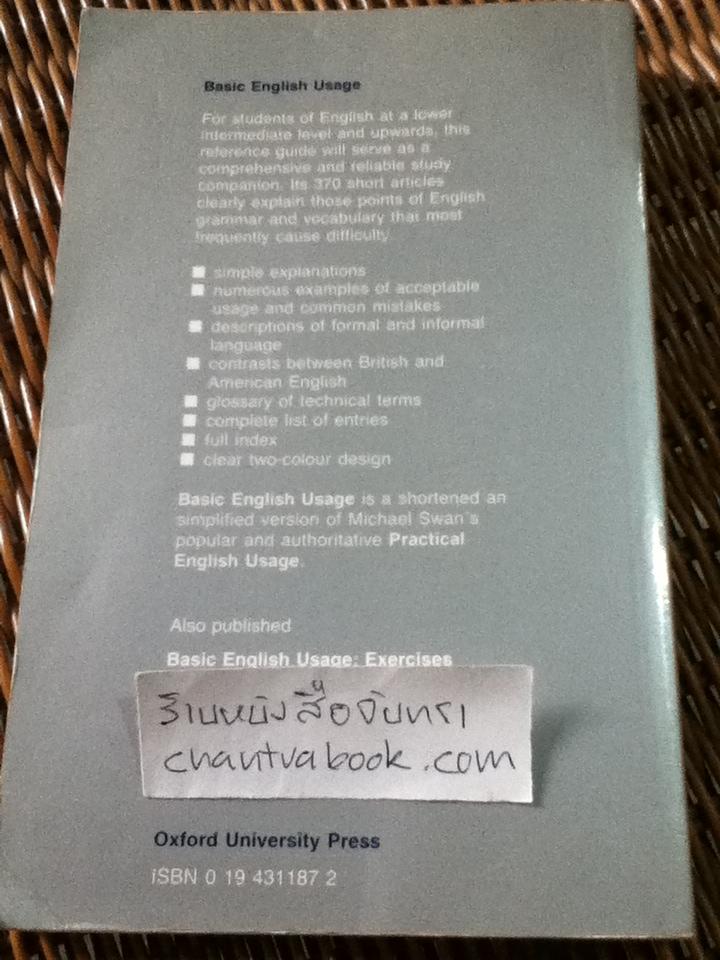 Basic English Usage
For students of English at a lower
intermediate level and upwards, this
reference guide will serve as a
comprehensive and reliable study
companion. Its 370 short articles
clearly explain those points of English
grammar and vocabulary that most
frequently cause difficulty.
■ simple explanations
■ numerous examples of acceptable
usage and common mistakes
■ descriptions of formal and informal
language
■ contrasts between British and
American English
■ glossary of technical terms
■ complete list of entries
■ full index
■ clear two-colour design
Basic English Usage is a shortened an
simplified version of Michael Swan's
popular and authoritative Practical
English Usage.
Also published
Basic English Usage: Exercises
ร้านหนังสือจันทรา
chantrabook.com
Oxford University Press
ISBN 0 19 431187 2